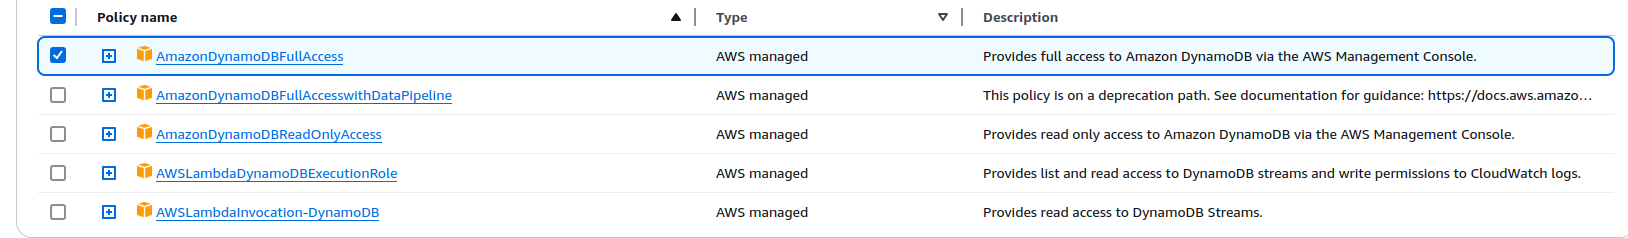 Policy name Type Description
AmazonDynamoDBFullAccess AWS managed Provides full access to Amazon DynamoDB via the AWS Management Console.
AmazonDynamoDBFullAccesswithDataPipeline AWS managed This policy is on a deprecation path. See documentation for guidance: https://docs.aws.amazo…
AmazonDynamoDBReadOnlyAccess AWS managed Provides read only access to Amazon DynamoDB via the AWS Management Console.
AWSLambdaDynamoDBExecutionRole AWS managed Provides list and read access to DynamoDB streams and write permissions to CloudWatch logs.
AWSLambdaInvocation-DynamoDB AWS managed Provides read access to DynamoDB Streams.